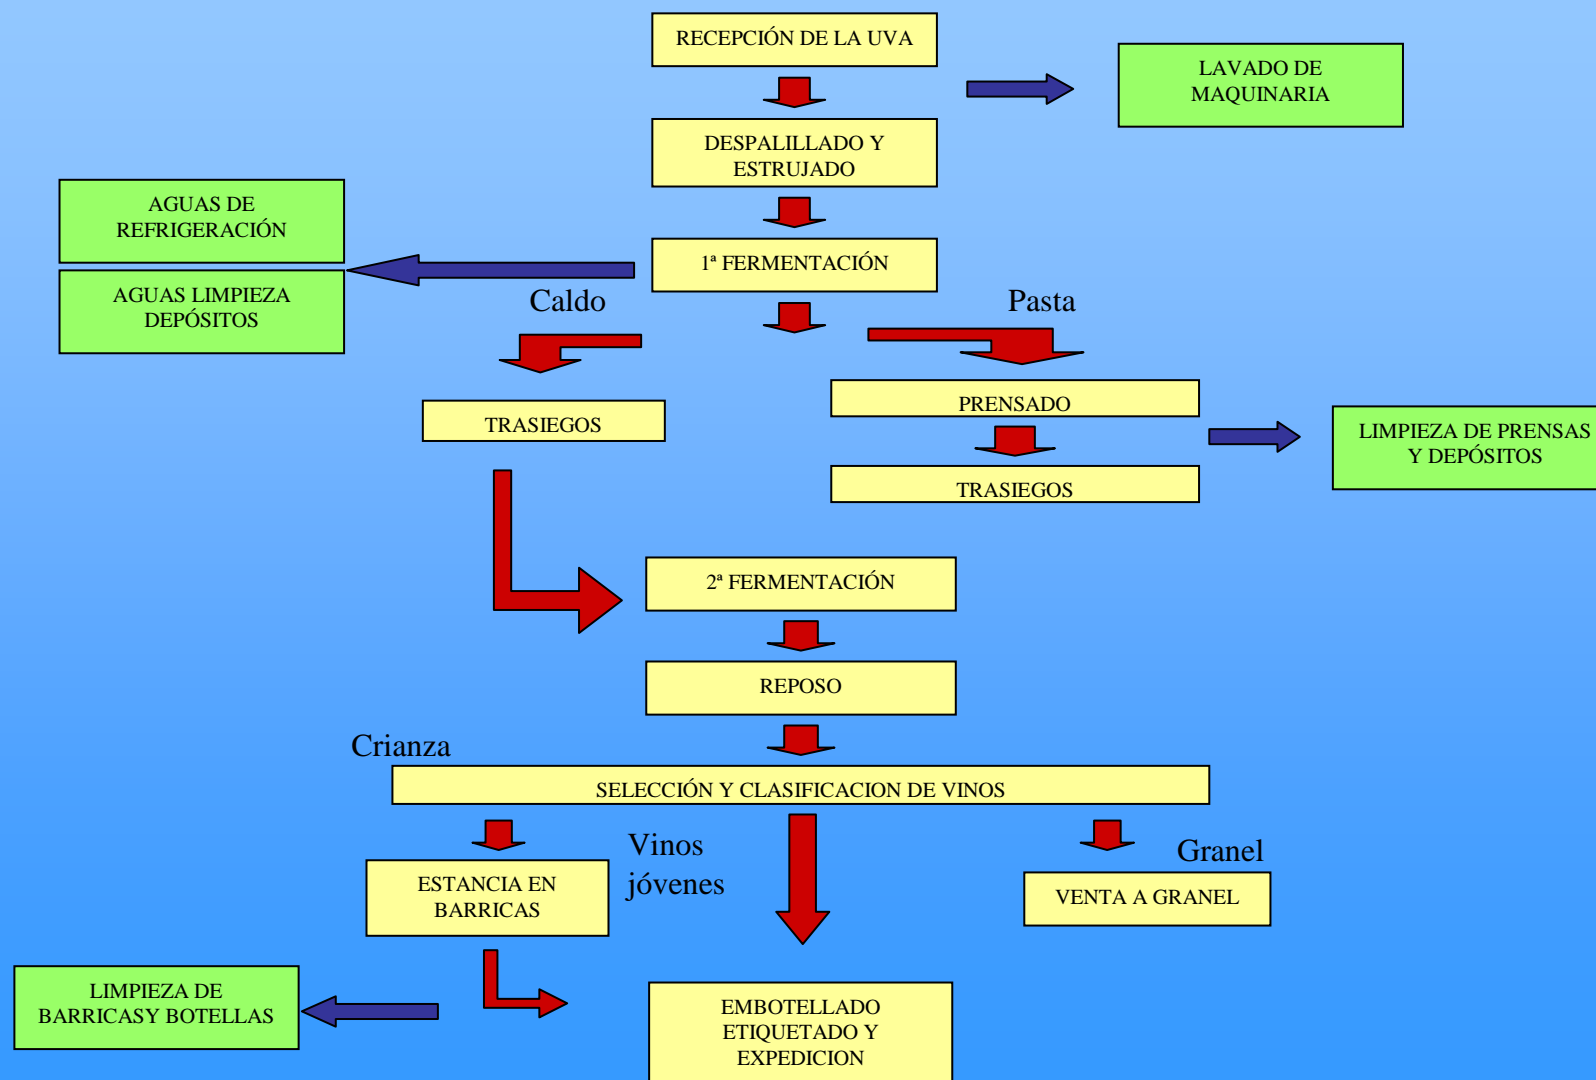 RECEPCIÓN DE LA UVA
LAVADO DE
MAQUINARIA
DESPALILLADO Y
ESTRUJADO
AGUAS DE
REFRIGERACIÓN
1ª FERMENTACIÓN
AGUAS LIMPIEZA
DEPÓSITOS
Caldo
Pasta
TRASIEGOS
PRENSADO
LIMPIEZA DE PRENSAS
Y DEPÓSITOS
TRASIEGOS
2ª FERMENTACIÓN
REPOSO
Crianza
SELECCIÓN Y CLASIFICACION DE VINOS
Vinos
jóvenes
Granel
ESTANCIA EN
BARRICAS
VENTA A GRANEL
LIMPIEZA DE
BARRICASY BOTELLAS
EMBOTELLADO
ETIQUETADO Y
EXPEDICION